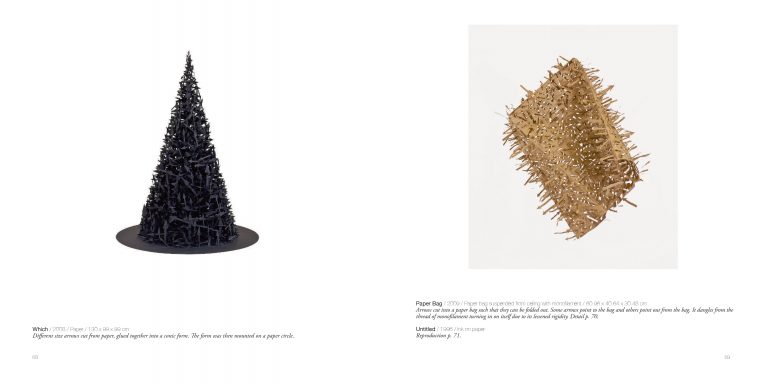 Which / 2008 / Paper / 130 x 99 x 99 cm
Different size arrows cut from paper, glued together into a conic form. The form was then mounted on a paper circle.
Paper Bag / 2009 / Paper bag suspended from ceiling with monofilament / 60.96 x 40.64 x 30.48 cm
Arrows cut into a paper bag such that they can be folded out. Some arrows point to the bag and others point out from the bag. It dangles from the
thread of monofilament turning in on itself due to its lessened rigidity. Detail p. 70.
Untitled / 1996 / Ink on paper
Reproduction p. 71.